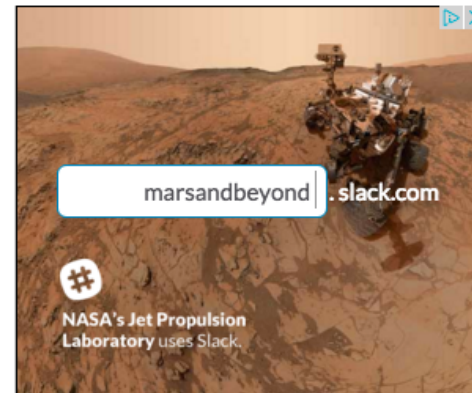 marsandbeyond .slack.com
NASA's Jet Propulsion
Laboratory uses Slack.